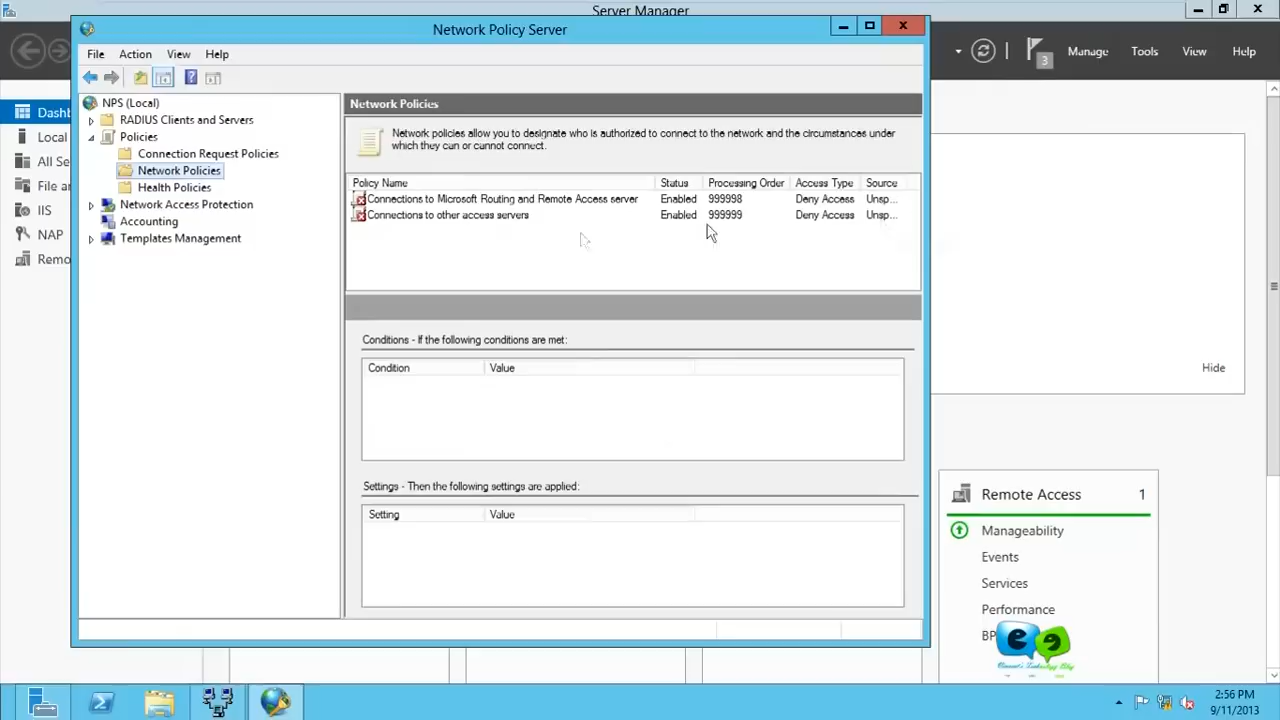 Server Manager
Network Policy Server
File Action View Help
3
Manage Tools View Help
NPS (Local)
RADIUS Clients and Servers
Policies
Connection Request Policies
Network Policies
Health Policies
Network Access Protection
Accounting
Templates Management
Dashb
Local
All Se
File ar
IIS
NAP
Remo
Network Policies
Network policies allow you to designate who is authorized to connect to the network and the circumstances under
which they can or cannot connect.
Policy Name Status Processing Order Access Type Source
Connections to Microsoft Routing and Remote Access server Enabled 999998 Deny Access Unsp...
Connections to other access servers Enabled 999999 Deny Access Unsp...
Conditions - If the following conditions are met:
Condition Value
Settings - Then the following settings are applied:
Setting Value
Hide
Remote Access 1
Manageability
Events
Services
Performance
BP
2:56 PM
9/11/2013